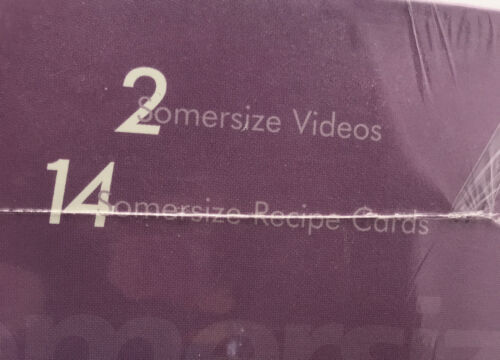 2 Somersize Videos
14 Somersize Recipe Cards